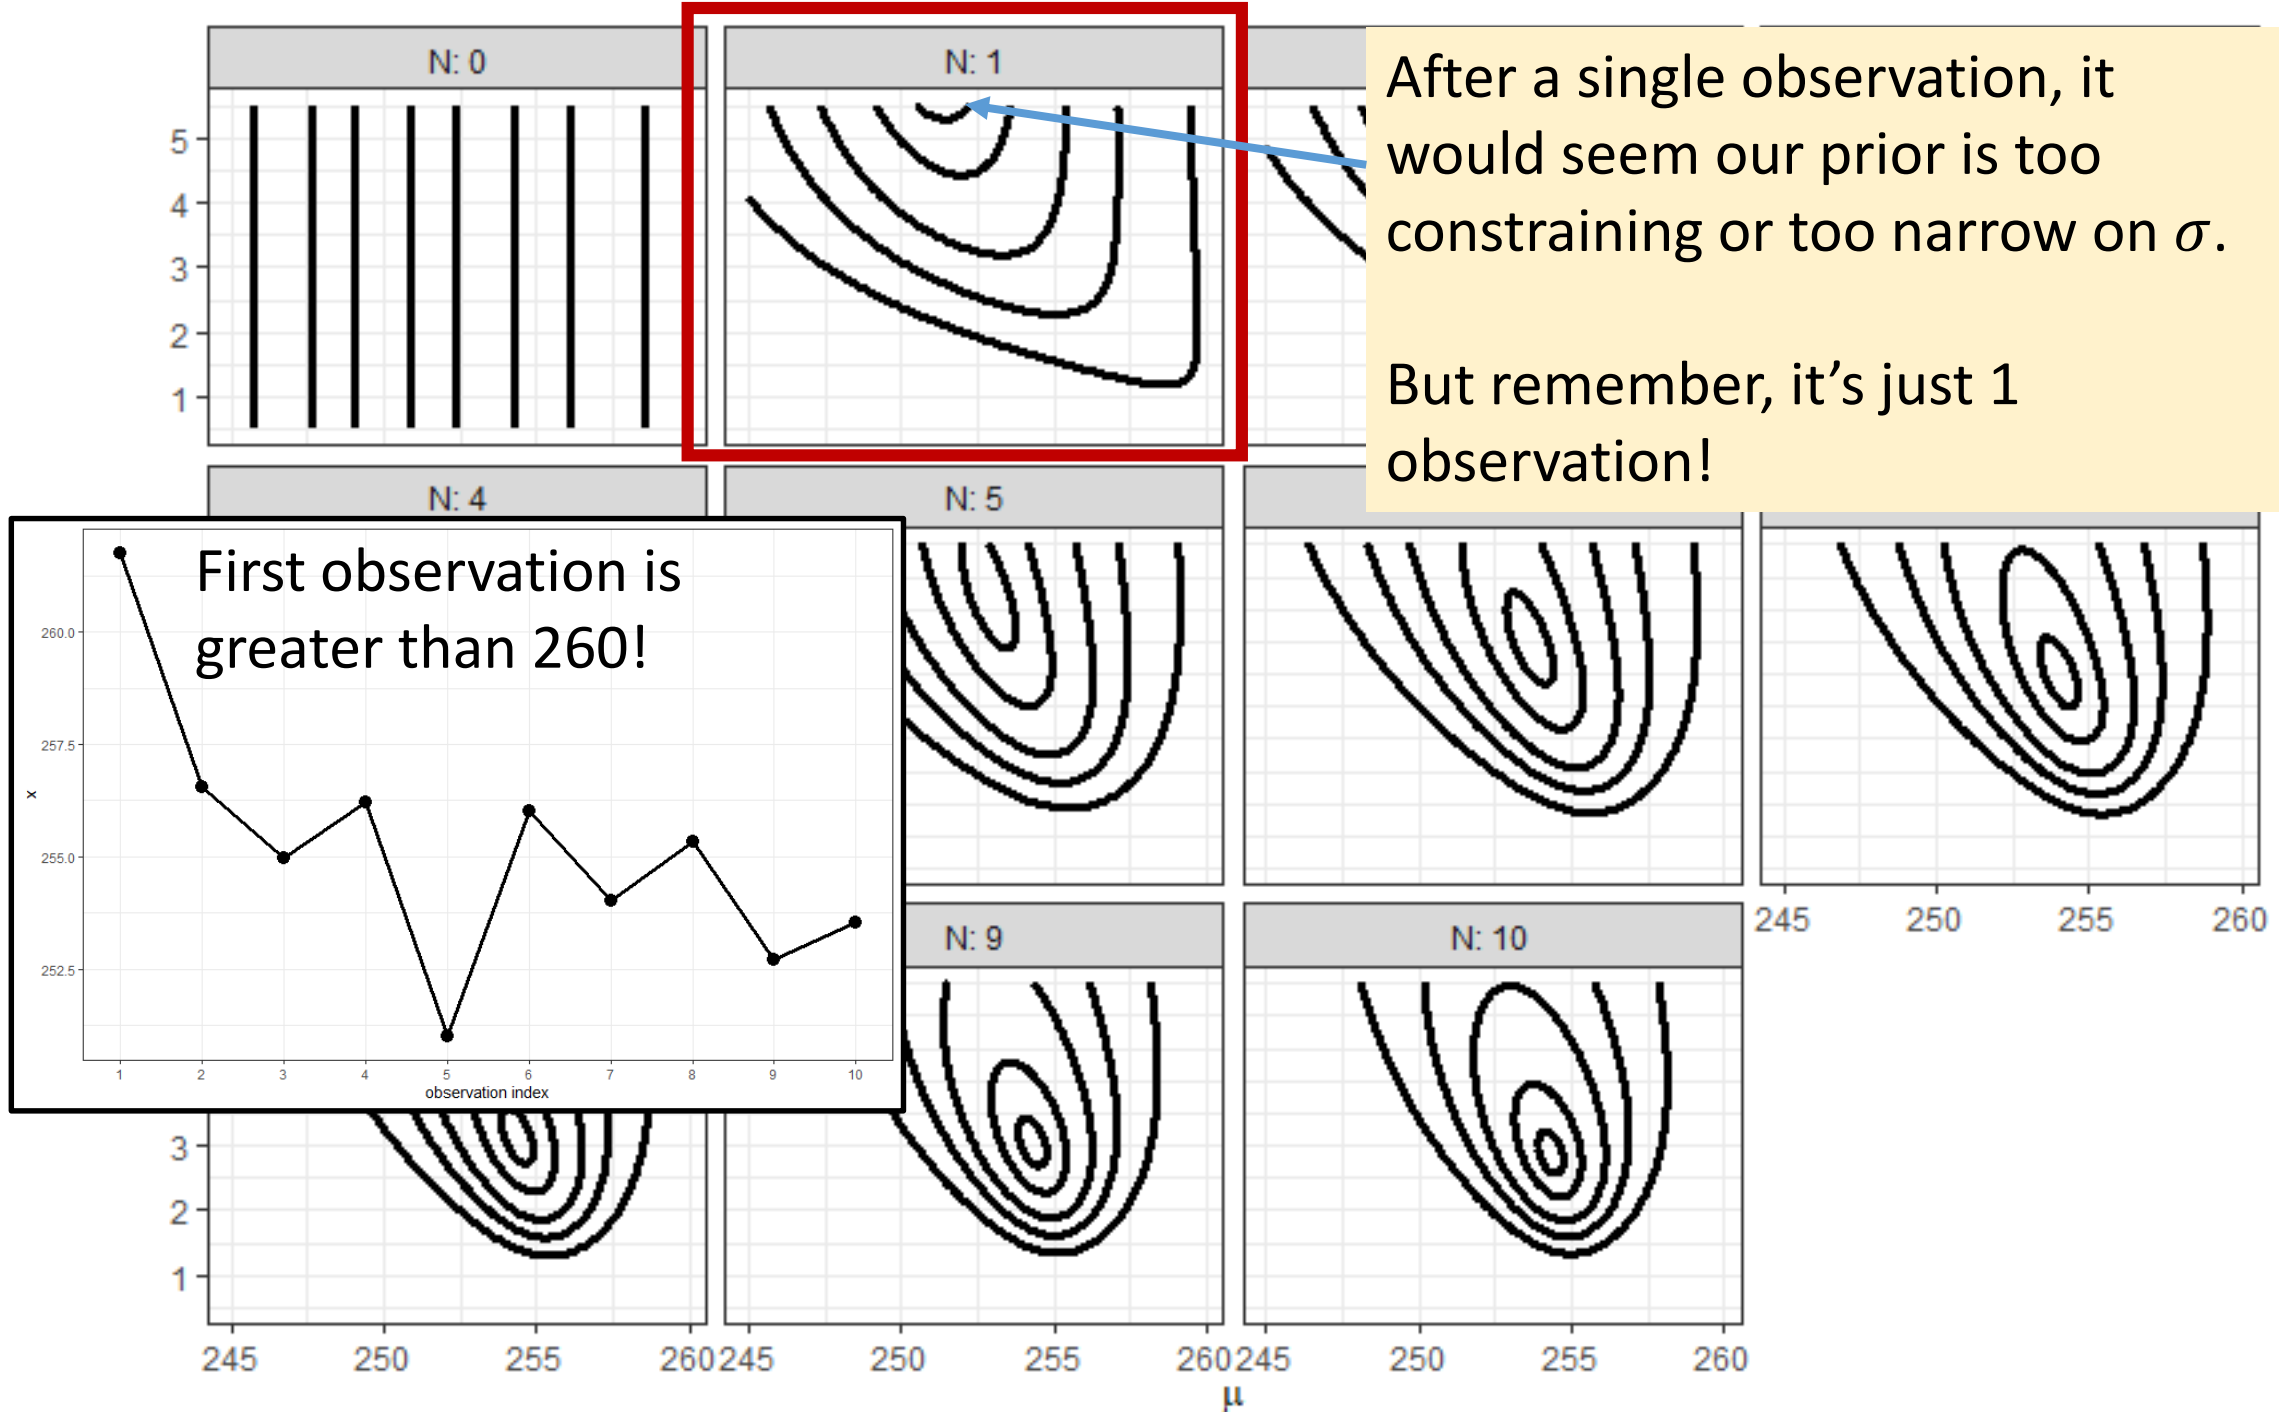 N: 0
N: 1
After a single observation, it
would seem our prior is too
constraining or too narrow on σ.
But remember, it's just 1
observation!
5
4
3
2
1
N: 4
N: 5
First observation is
greater than 260!
260.0
257.5
255.0
252.5
x
1 2 3 4 5 6 7 8 9 10
observation index
245 250 255 260
N: 9
N: 10
3
2
1
245 250 255 260
245 250 255 260
245 250 255 260
μ